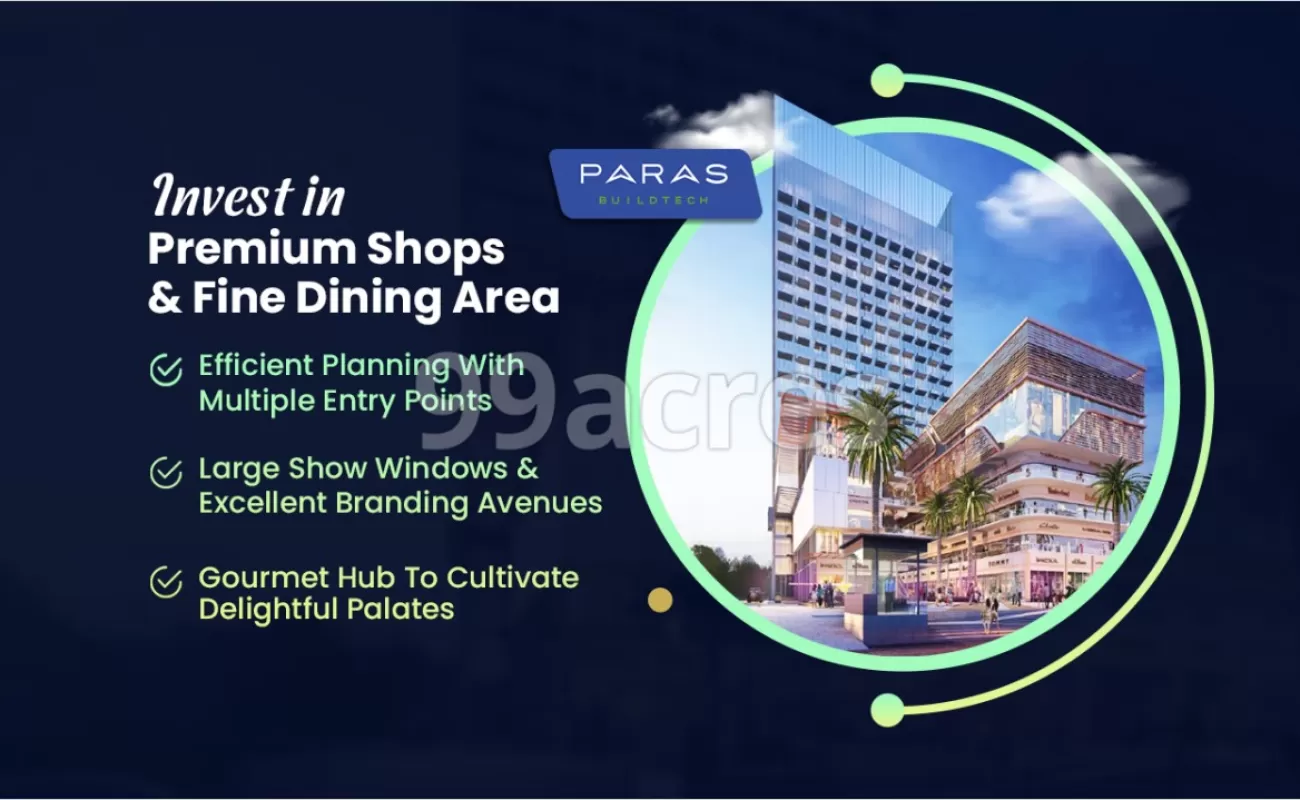 PARAS
BUILDTECH
Invest in
Premium Shops
& Fine Dining Area
Efficient Planning With
Multiple Entry Points
Large Show Windows &
Excellent Branding Avenues
Gourmet Hub To Cultivate
Delightful Palates
99acres